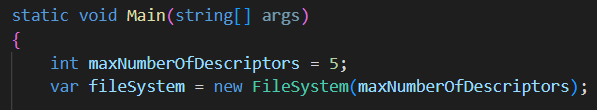 static void Main(string[] args)
{
    int maxNumberOfDescriptors = 5;
    var fileSystem = new FileSystem(maxNumberOfDescriptors);